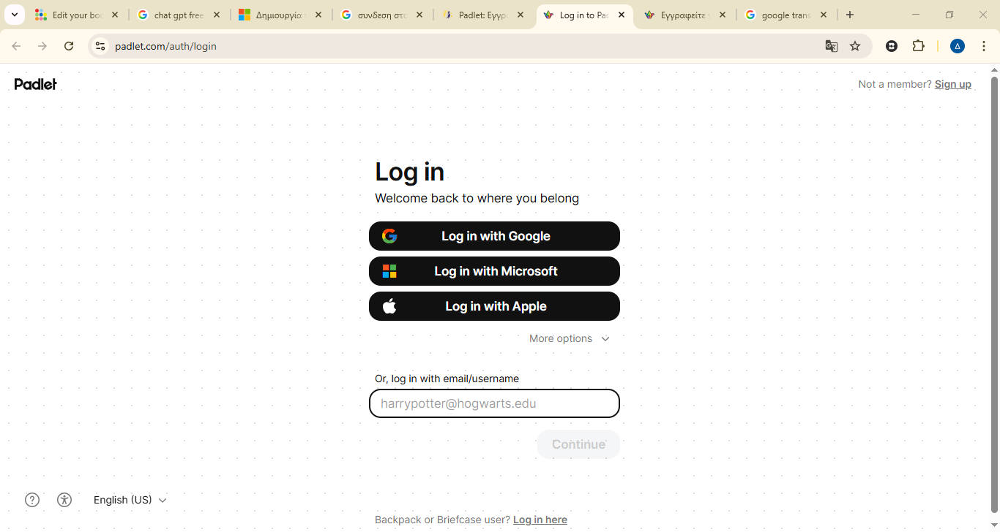 Edit your boo
chat gpt free
Δημιουργία
συνδεση στο
Padlet: Εγγρ
Log in to Pad
Εγγραφείτε
google trans
padlet.com/auth/login
Padlet
Not a member? Sign up
Log in
Welcome back to where you belong
Log in with Google
Log in with Microsoft
Log in with Apple
More options
Or, log in with email/username
harrypotter@hogwarts.edu
Continue
English (US)
Backpack or Briefcase user? Log in here